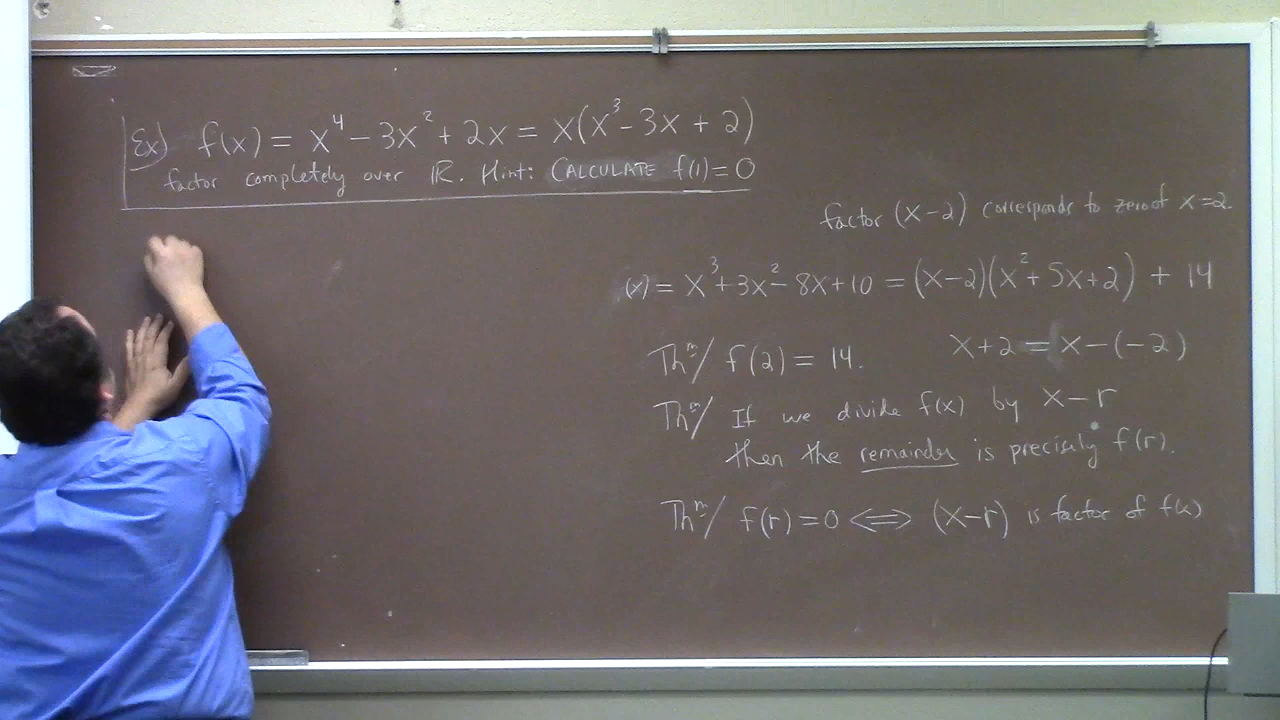 Ex) f(x) = x⁴ - 3x² + 2x = x(x³ - 3x + 2)
factor completely over ℝ. Hint: CALCULATE f(1) = 0
factor (x-2) corresponds to zero of x=2.
(x) = x³ + 3x² - 8x + 10 = (x-2)(x² + 5x + 2) + 14
Thᵐ/ f(2) = 14. x+2 = x-(-2)
Thᵐ/ If we divide f(x) by x-r
then the remainder is precisely f(r).
Thᵐ/ f(r) = 0 ⟺ (x-r) is factor of f(x)